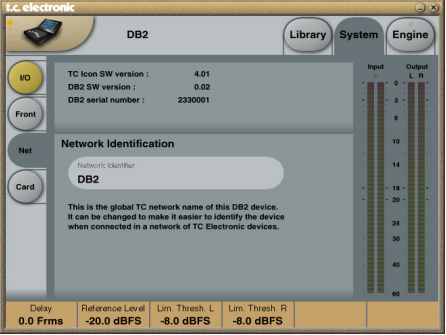 t.c. electronic
DB2
Library
System
Engine
I/O
Front
Net
Card
TC Icon SW version : 4.01
DB2 SW version : 0.02
DB2 serial number : 2330001
Network Identification
Network Identifier
DB2
This is the global TC network name of this DB2 device.
It can be changed to make it easier to identify the device
when connected in a network of TC Electronic devices.
Input Output
L R
0
3
6
10
14
18
20
24
30
40
60
Delay
0.0 Frms
Reference Level
-20.0 dBFS
Lim. Thresh. L
-8.0 dBFS
Lim. Thresh. R
-8.0 dBFS